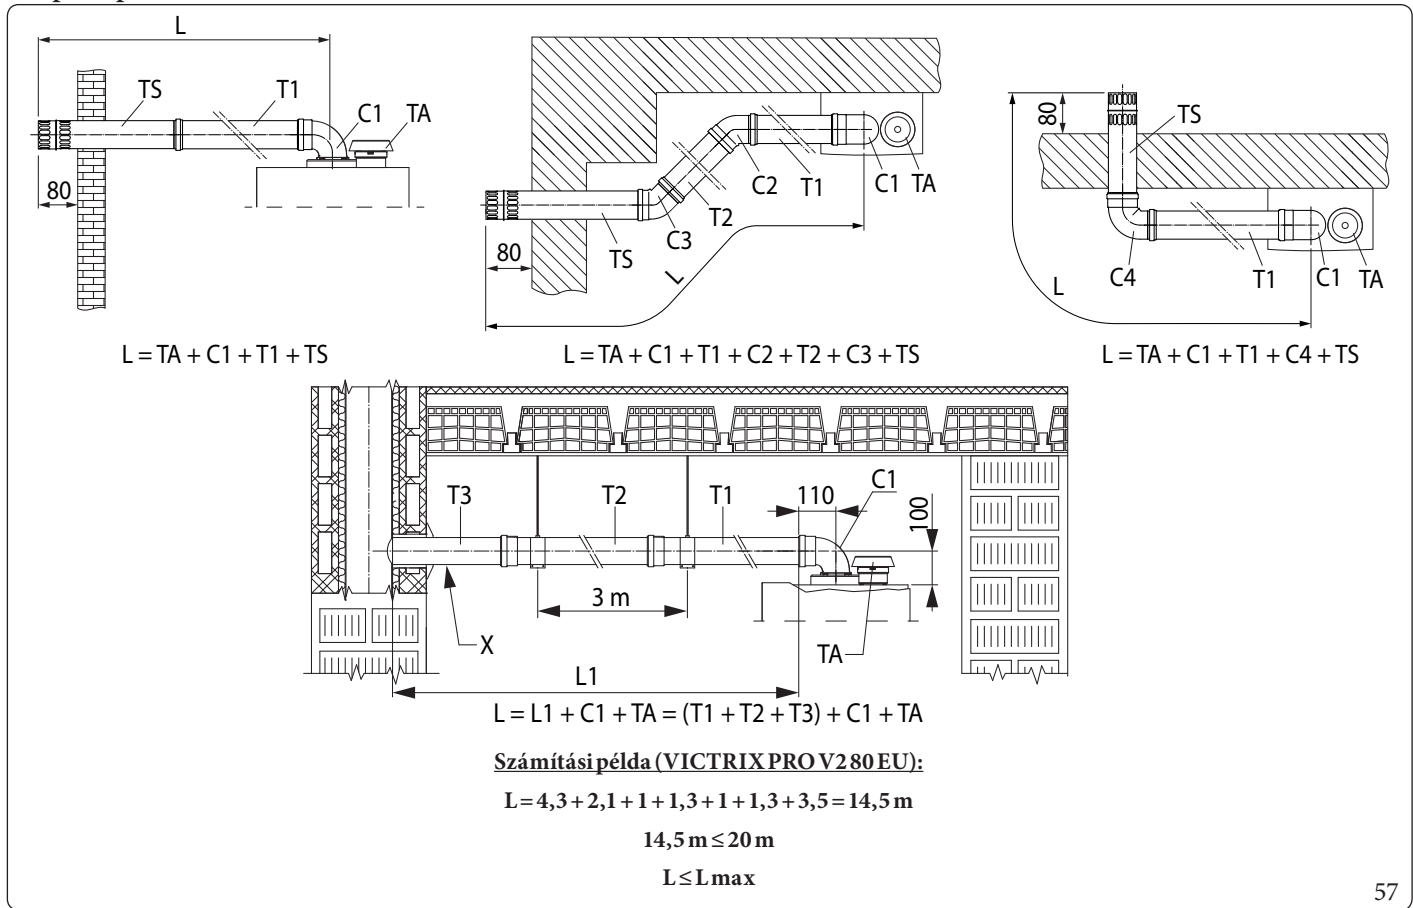 L
TS
T1
C1
TA
80
L = TA + C1 + T1 + TS
C2
T1
C1
TA
T2
C3
TS
80
L
L = TA + C1 + T1 + C2 + T2 + C3 + TS
80
TS
C4
T1
C1
TA
L
L = TA + C1 + T1 + C4 + TS
T3
T2
T1
110
C1
100
3 m
X
TA
L1
L = L1 + C1 + TA = (T1 + T2 + T3) + C1 + TA
Számítási példa (VICTRIX PRO V2 80 EU):
L = 4,3 + 2,1 + 1 + 1,3 + 1 + 1,3 + 3,5 = 14,5 m
14,5 m ≤ 20 m
L ≤ L max
57